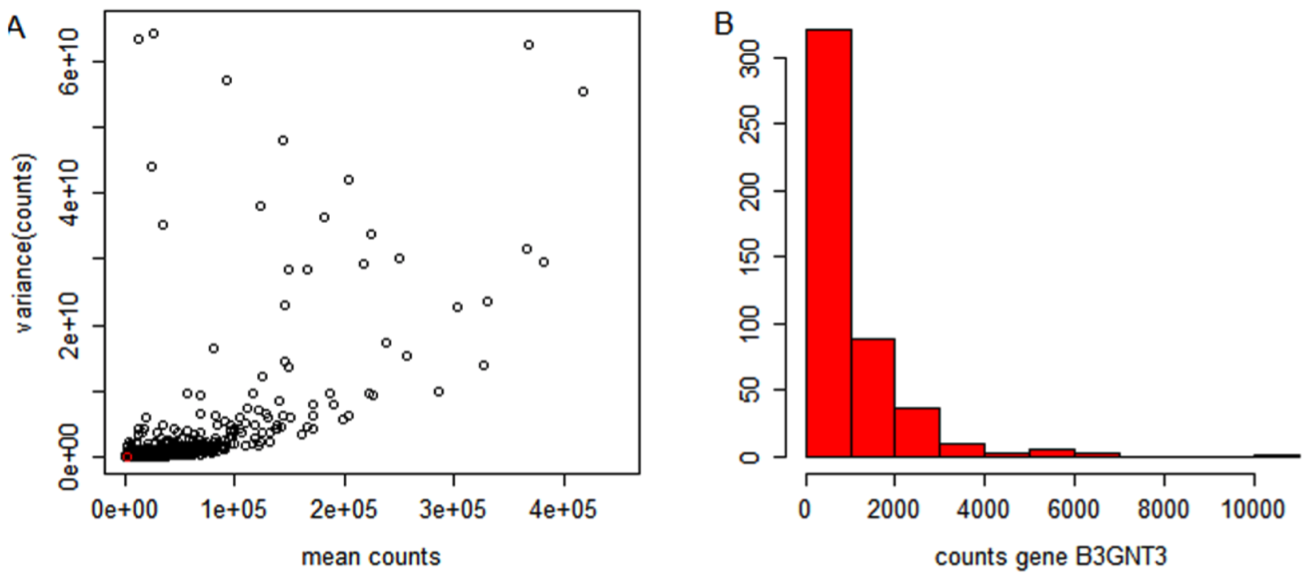 A
variance(counts)
0e+00
2e+10
4e+10
6e+10
0e+00 1e+05 2e+05 3e+05 4e+05
mean counts
B
300
250
200
150
100
50
0
0 2000 4000 6000 8000 10000
counts gene B3GNT3